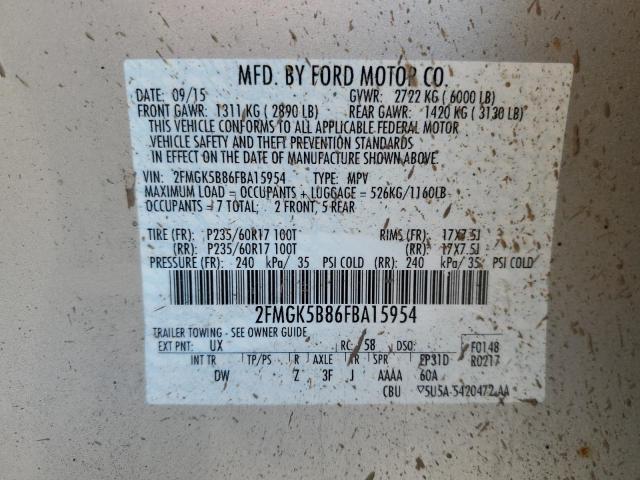 MFD. BY FORD MOTOR CO.
DATE: 09/15 GVWR: 2722 KG ( 6000 LB)
FRONT GAWR: 1311 KG ( 2890 LB) REAR GAWR: 1420 KG ( 3130 LB)
THIS VEHICLE CONFORMS TO ALL APPLICABLE FEDERAL MOTOR
VEHICLE SAFETY AND THEFT PREVENTION STANDARDS
IN EFFECT ON THE DATE OF MANUFACTURE SHOWN ABOVE.
VIN: 2FMGK5B86FBA15954 TYPE: MPV
MAXIMUM LOAD = OCCUPANTS + LUGGAGE = 526KG/1160LB
OCCUPANTS = 7 TOTAL; 2 FRONT, 5 REAR
TIRE (FR): P235/60R17 100T RIMS (FR): 17X7.5J
(RR): P235/60R17 100T (RR): 17X7.5J
PRESSURE (FR): 240 kPa/ 35 PSI COLD (RR): 240 kPa/ 35 PSI COLD
2FMGK5B86FBA15954
TRAILER TOWING - SEE OWNER GUIDE
EXT PNT: UX RC: 58 DSO: F0148
INT TR TP/PS R AXLE TR SPR EP31D R0217
DW Z 3F J AAAA 60A
CBU 5U5A-5420472-AA